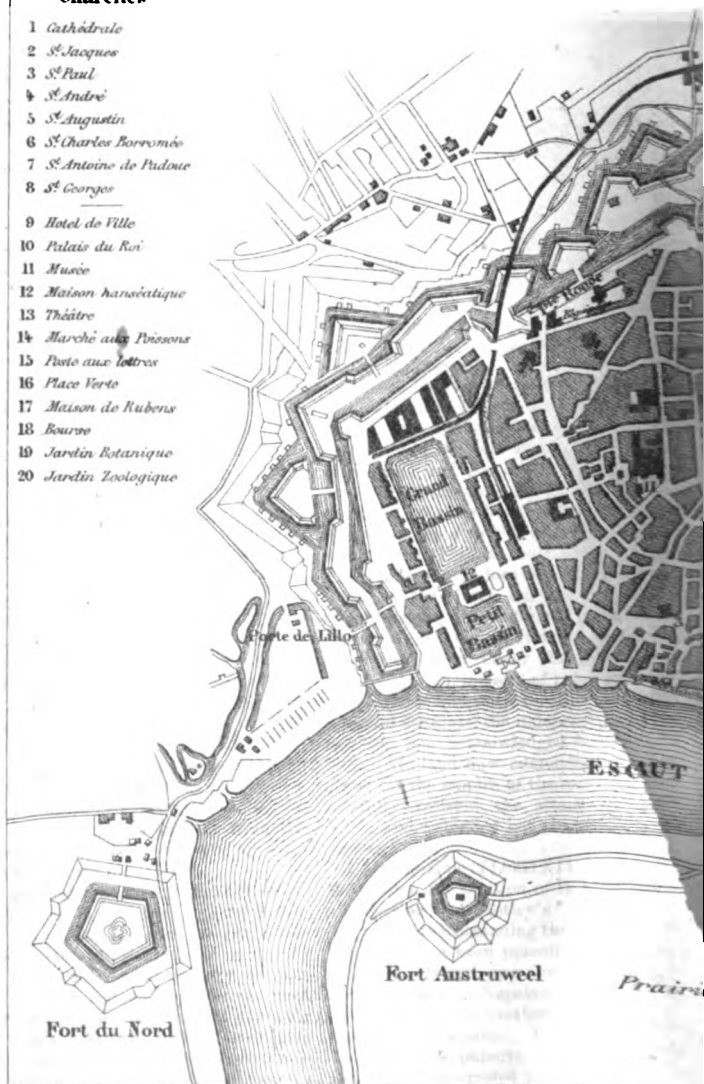 1 Cathédrale
2 St Jacques
3 St Paul
4 St André
5 St Augustin
6 St Charles Borromée
7 St Antoine de Padoue
8 St Georges
9 Hotel de Ville
10 Palais du Roi
11 Musée
12 Maison hanséatique
13 Théâtre
14 Marché aux Poissons
15 Poste aux lettres
16 Place Verte
17 Maison de Rubens
18 Bourse
19 Jardin Botanique
20 Jardin Zoologique
Rouge
Grand
Bassin
11
12
Petit
Bassin
Porte de Lillo
ESCAUT
Fort Austruweel
Prairie
Fort du Nord